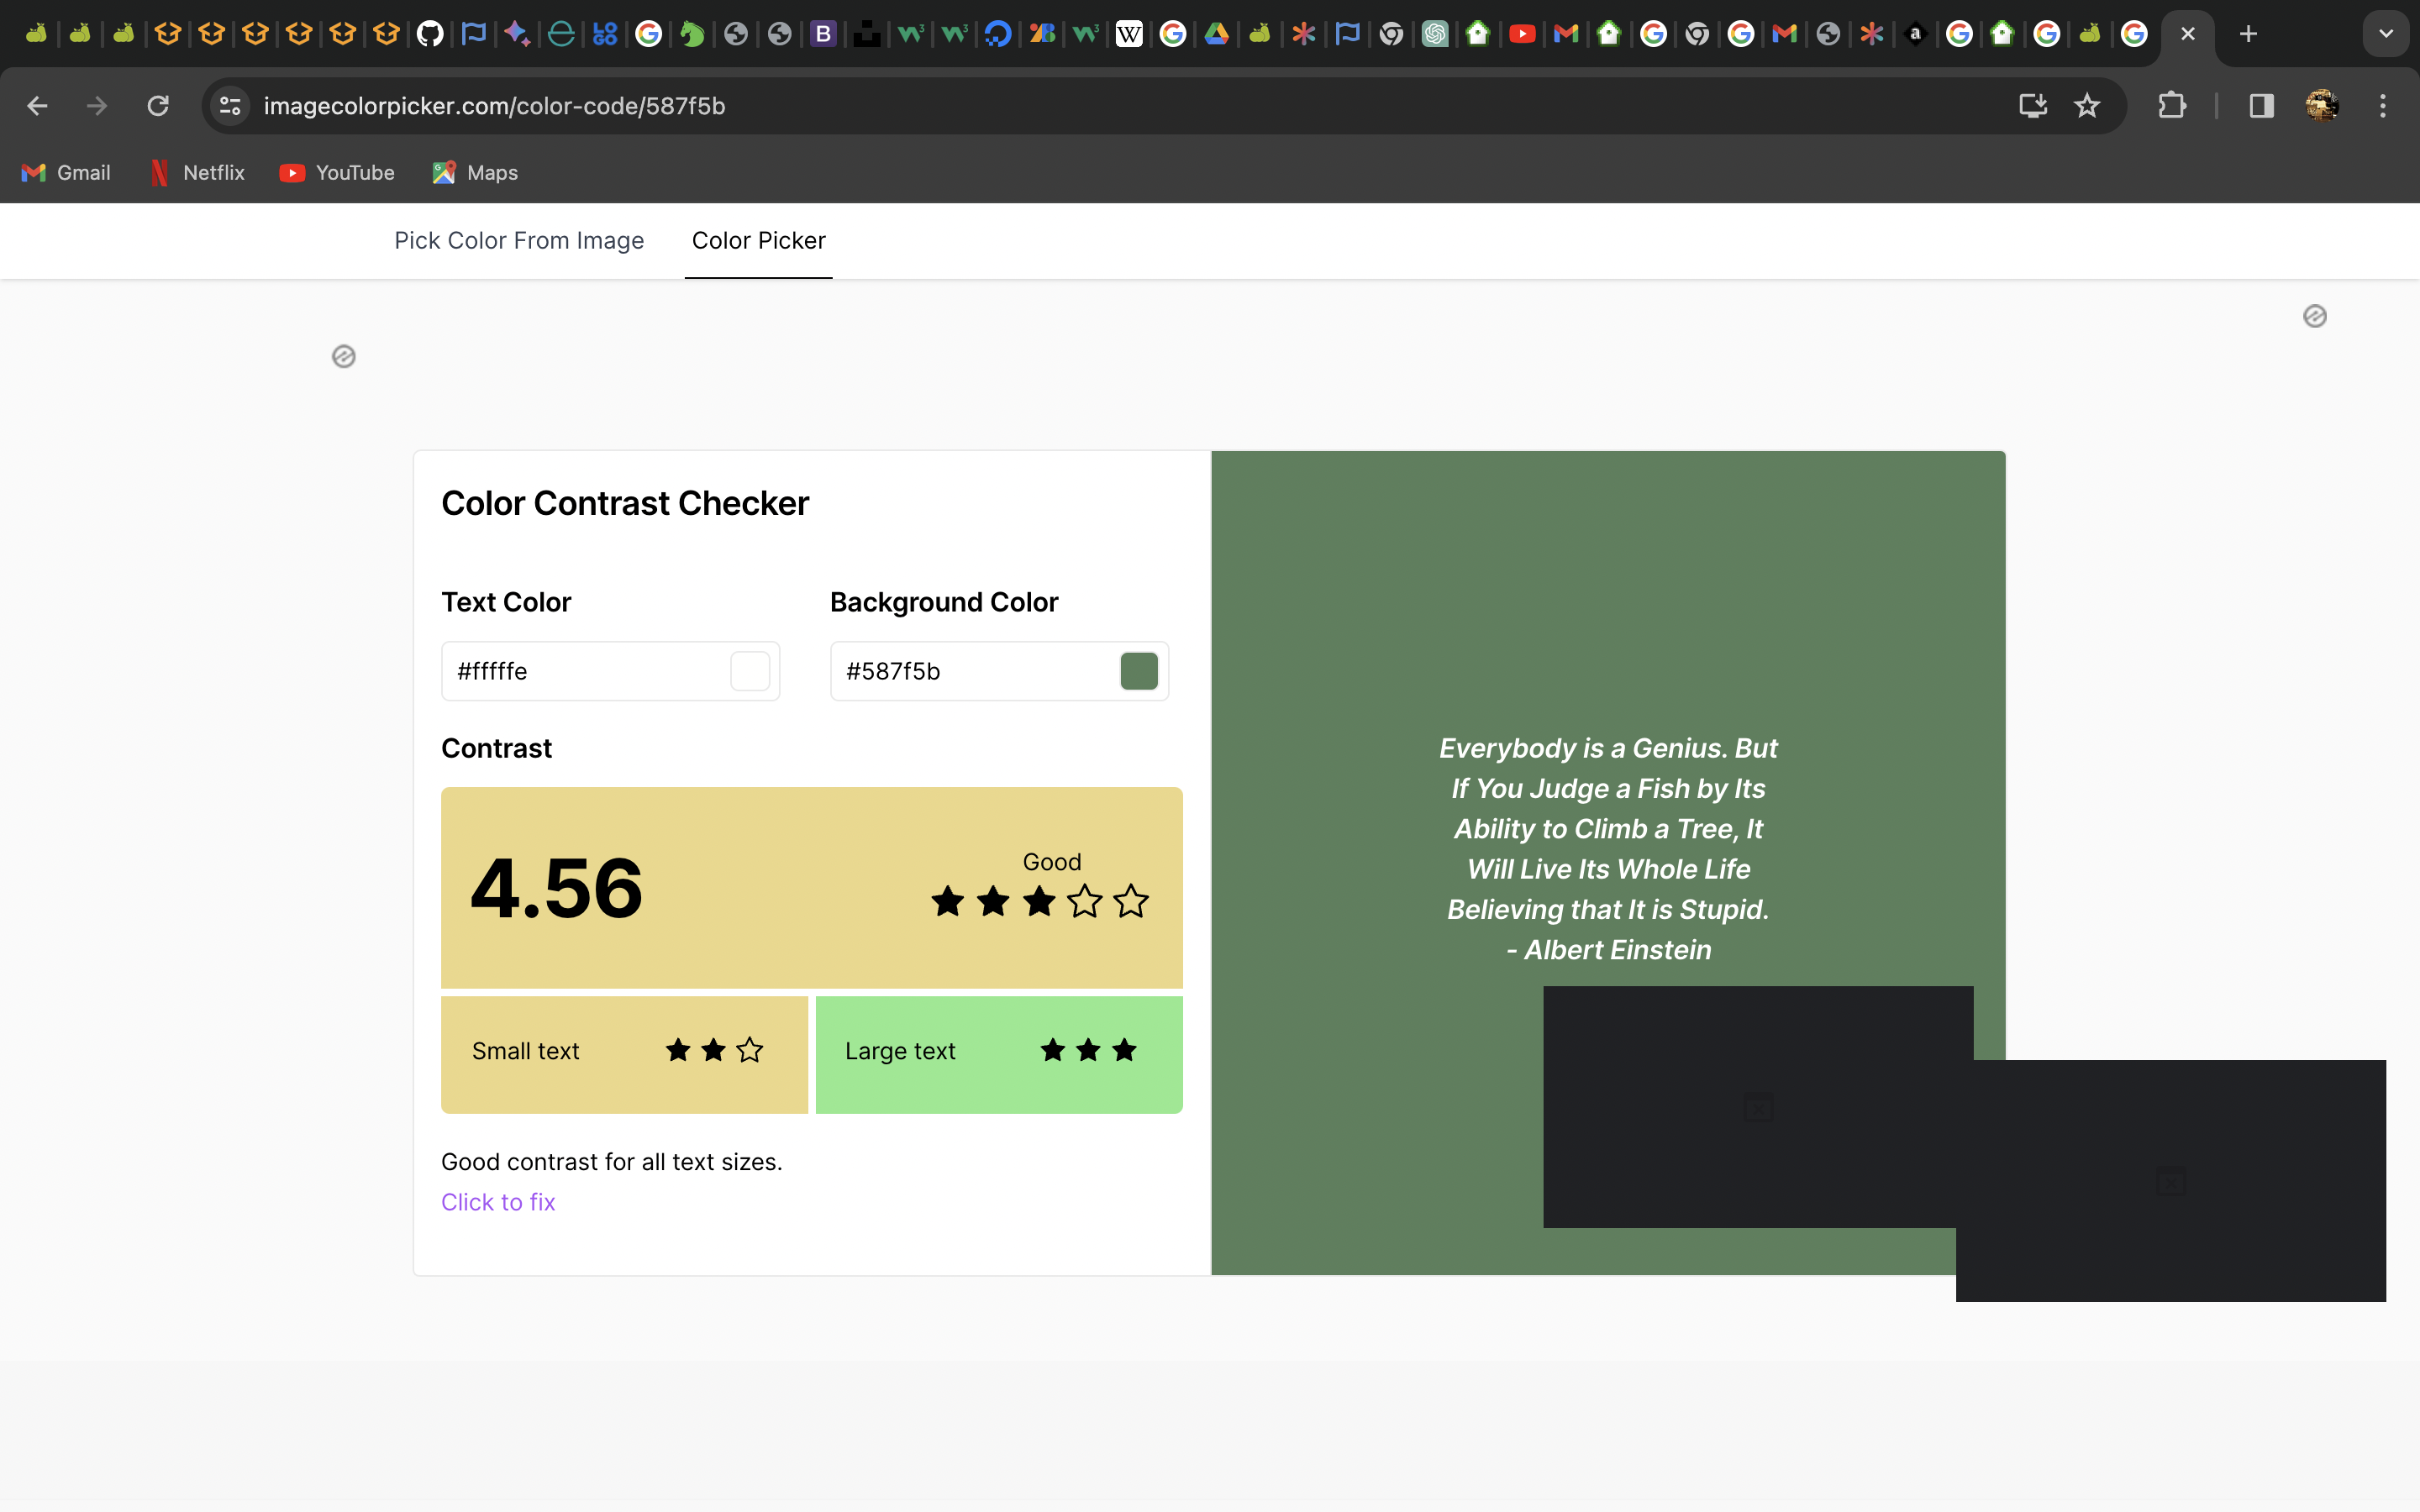 imagecolorpicker.com/color-code/587f5b
Gmail
Netflix
YouTube
Maps
Pick Color From Image
Color Picker
Color Contrast Checker
Text Color
Background Color
#fffffe
#587f5b
Contrast
4.56
Good
Small text
Large text
Good contrast for all text sizes.
Click to fix
Everybody is a Genius. But
If You Judge a Fish by Its
Ability to Climb a Tree, It
Will Live Its Whole Life
Believing that It is Stupid.
- Albert Einstein